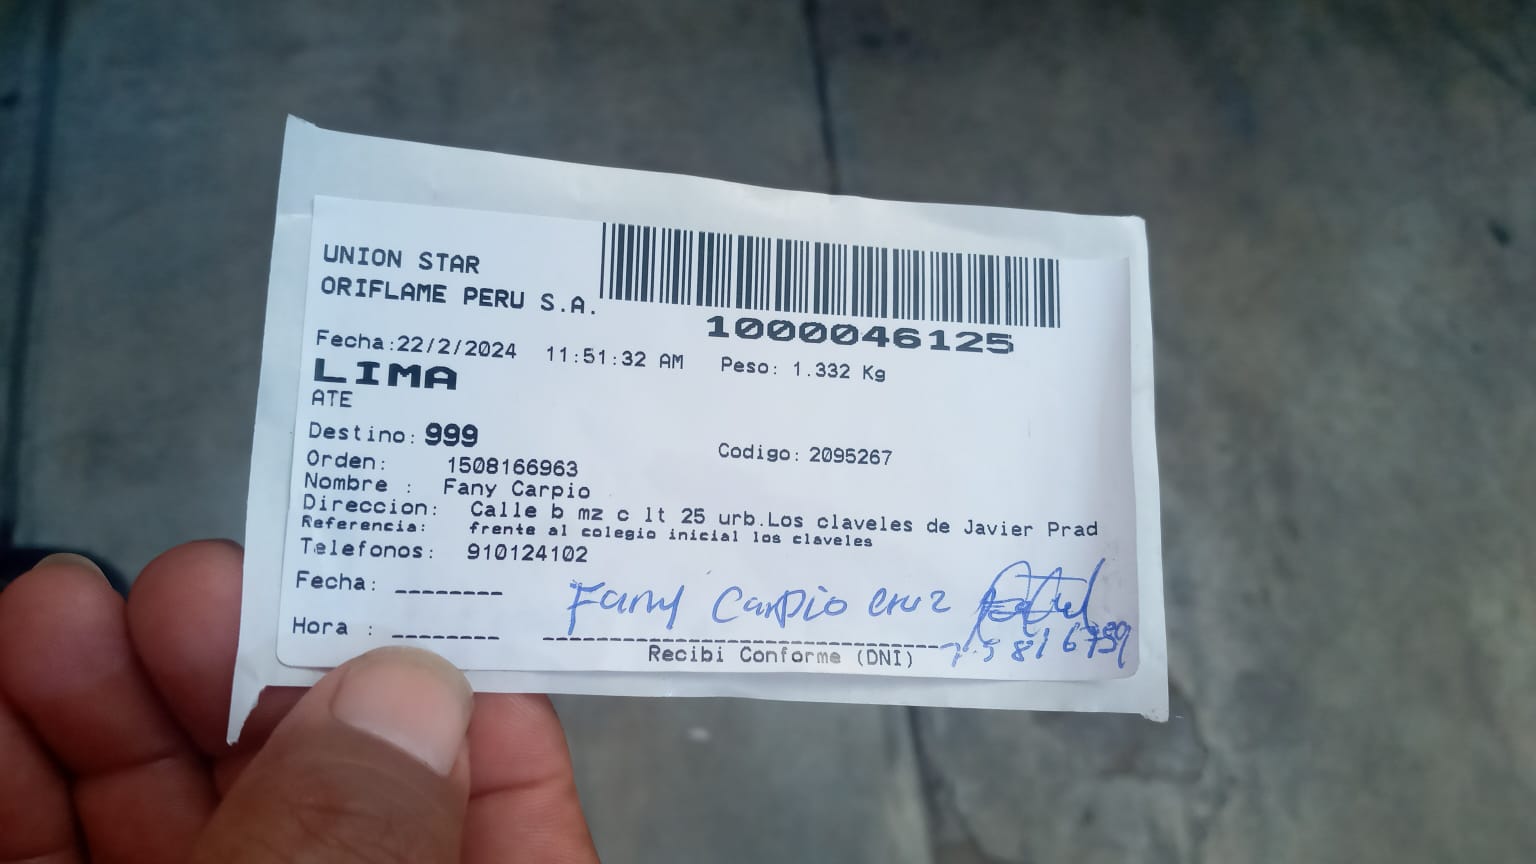 UNION STAR
ORIFLAME PERU S.A.
1000046125
Fecha:22/2/2024 11:51:32 AM Peso: 1.332 Kg
LIMA
ATE
Destino: 999
Codigo: 2095267
Orden: 1508166963
Nombre : Fany Carpio
Direccion: Calle b mz c lt 25 urb.Los claveles de Javier Prad
Referencia: frente al colegio inicial los claveles
Telefonos: 910124102
Fecha: --------
Fany Carpio cruz
Hora : --------
Recibi Conforme (DNI)